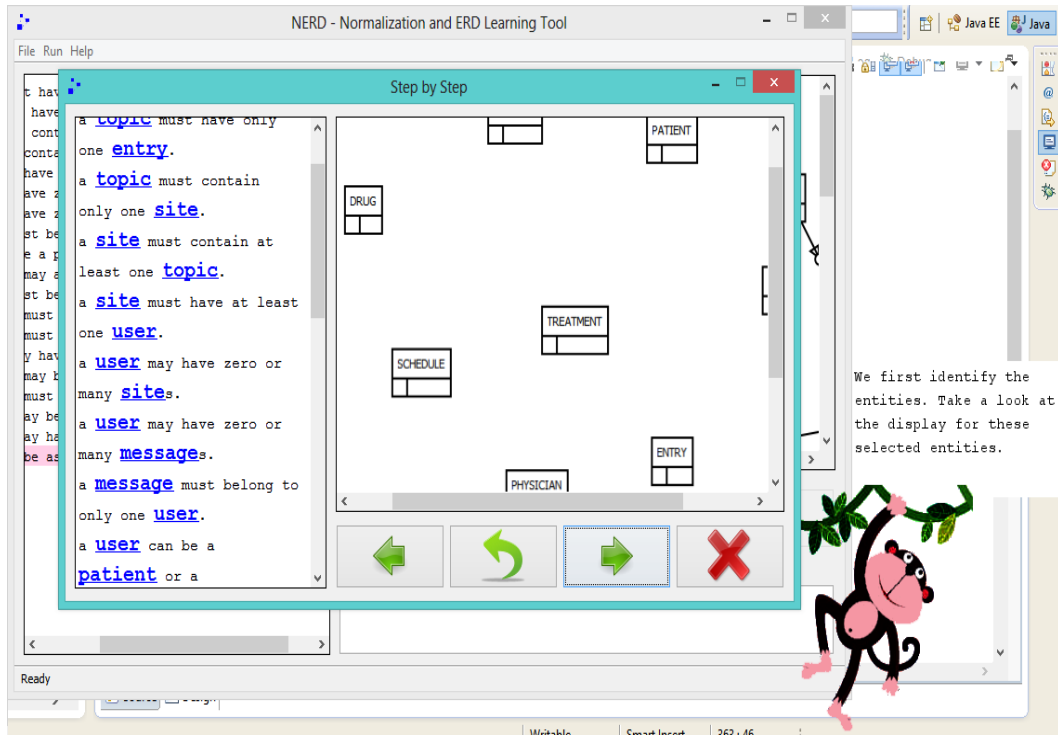 NERD - Normalization and ERD Learning Tool
Java EE
Java
File Run Help
Step by Step
a topic must have only
one entry.
a topic must contain
only one site.
a site must contain at
least one topic.
a site must have at least
one user.
a user may have zero or
many sites.
a user may have zero or
many messages.
a message must belong to
only one user.
a user can be a
patient or a
PATIENT
DRUG
TREATMENT
SCHEDULE
ENTRY
PHYSICIAN
We first identify the
entities. Take a look at
the display for these
selected entities.
Ready
Writable
Smart Insert